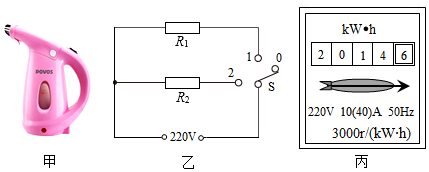 POVOS
甲
R₁
1
0
2
S
R₂
220V
乙
kW•h
2 0 1 4 6
220V 10(40)A 50Hz
3000r/(kW·h)
丙